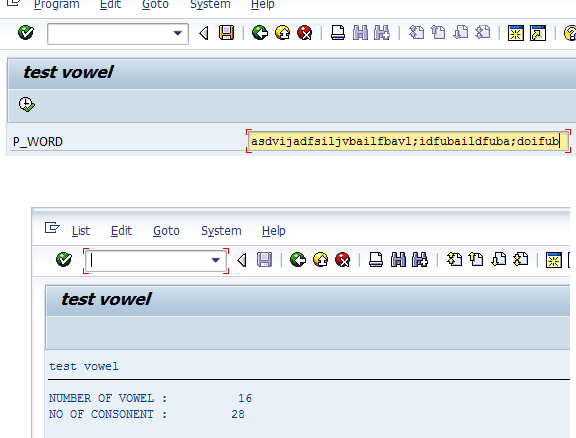 Program Edit Goto System Help
test vowel
P_WORD asdvijadfsiljvbailfbavl;idfubaildfuba;doifub
List Edit Goto System Help
test vowel
test vowel
NUMBER OF VOWEL : 16
NO OF CONSONENT : 28